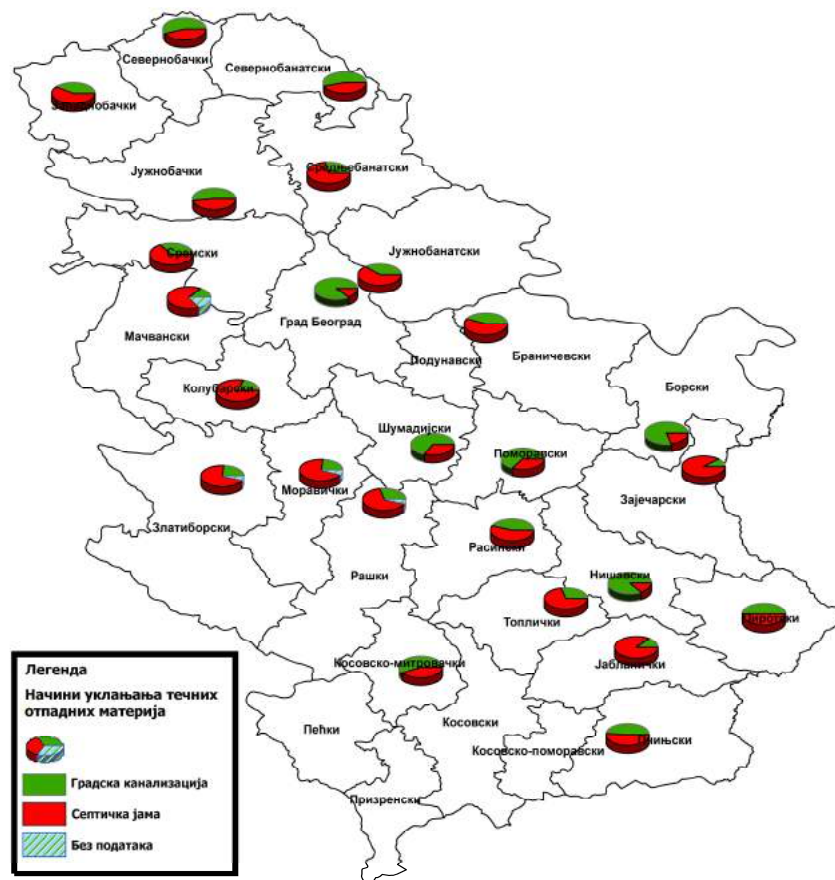 Севернобачки
Севернобанатски
Западнобачки
Јужнобачки
Средњебанатски
Сремски
Јужнобанатски
Град Београд
Мачвански
Подунавски
Браничевски
Борски
Колубарски
Шумадијски
Поморавски
Моравички
Златиборски
Зајечарски
Рашки
Расински
Нишавски
Топлички
Пиротски
Косовско-митровачки
Јабланички
Пећки
Косовски
Косовско-поморавски
Пчињски
Призренски
Легенда
Начини уклањања течних
отпадних материја
Градска канализација
Септичка јама
Без података